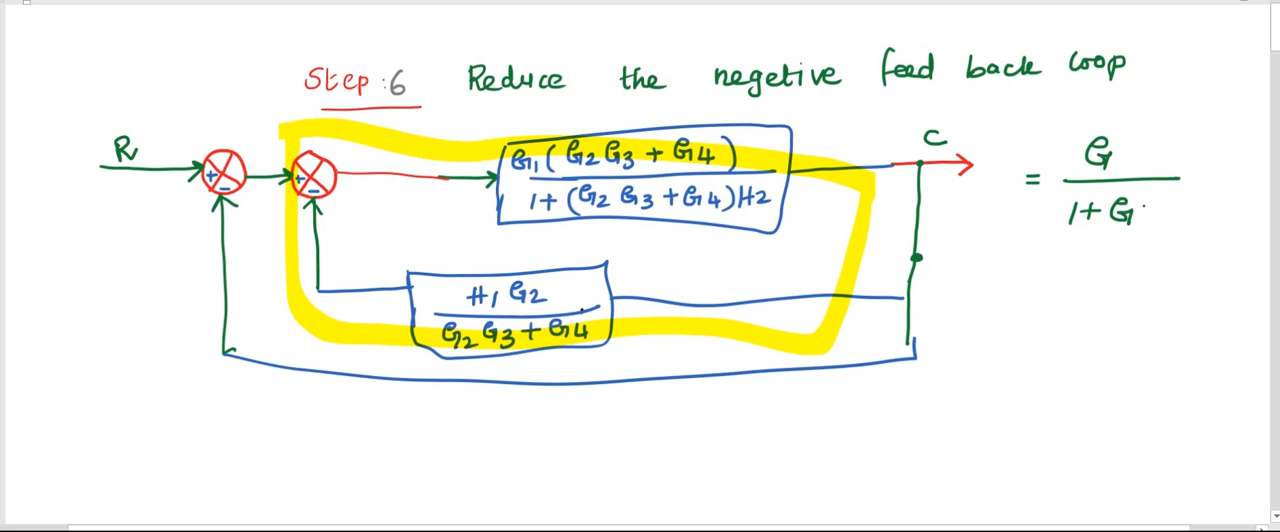 Step :6 Reduce the negetive feed back loop
R
C
G1 ( G2 G3 + G4 )
1+ (G2 G3 + G4) H2
= G
1+ G
+
-
+
-
H1 G2
G2 G3 + G4